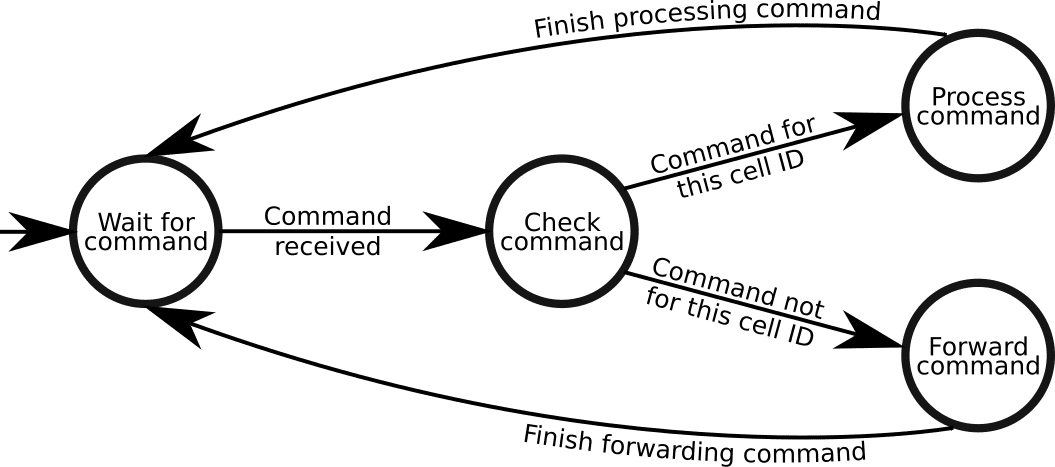 Finish processing command
Process
command
Command for
this cell ID
Wait for
command
Command
received
Check
command
Command not
for this cell ID
Forward
command
Finish forwarding command